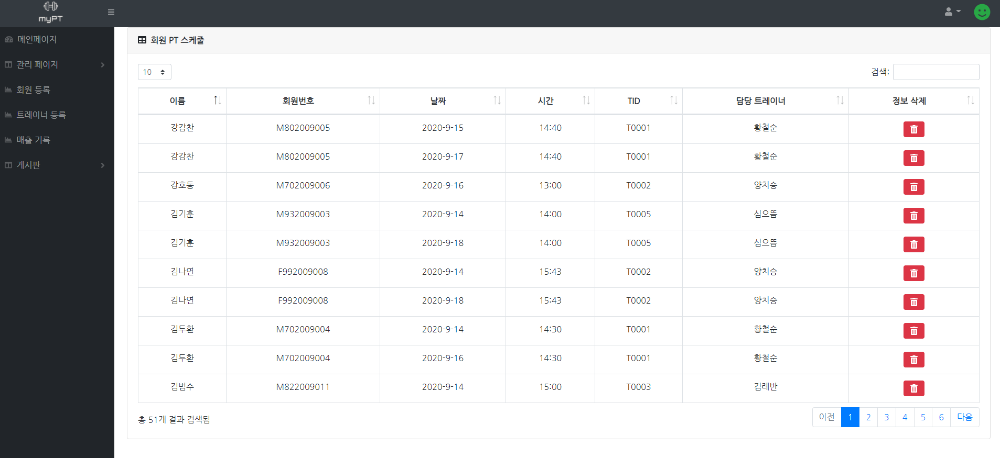 myPT
메인페이지
관리 페이지
회원 등록
트레이너 등록
매출 기록
게시판
회원 PT 스케줄
10
검색:
이름 회원번호 날짜 시간 TID 담당 트레이너 정보 삭제
강감찬 M802009005 2020-9-15 14:40 T0001 황철순
강감찬 M802009005 2020-9-17 14:40 T0001 황철순
강호동 M702009006 2020-9-16 13:00 T0002 양치승
김기훈 M932009003 2020-9-14 14:00 T0005 심으뜸
김기훈 M932009003 2020-9-18 14:00 T0005 심으뜸
김나연 F992009008 2020-9-14 15:43 T0002 양치승
김나연 F992009008 2020-9-18 15:43 T0002 양치승
김두환 M702009004 2020-9-14 14:30 T0001 황철순
김두환 M702009004 2020-9-16 14:30 T0001 황철순
김범수 M822009011 2020-9-14 15:00 T0003 김레반
총 51개 결과 검색됨
이전 1 2 3 4 5 6 다음